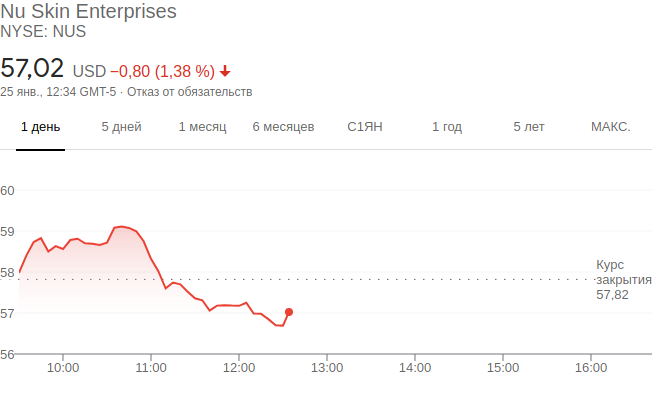 Nu Skin Enterprises
NYSE: NUS
57,02 USD −0,80 (1,38 %)
25 янв., 12:34 GMT-5 · Отказ от обязательств
1 день 5 дней 1 месяц 6 месяцев С1ЯН 1 год 5 лет МАКС.
60
59
58
57
56
Курс
закрытия
57,82
10:00 11:00 12:00 13:00 14:00 15:00 16:00